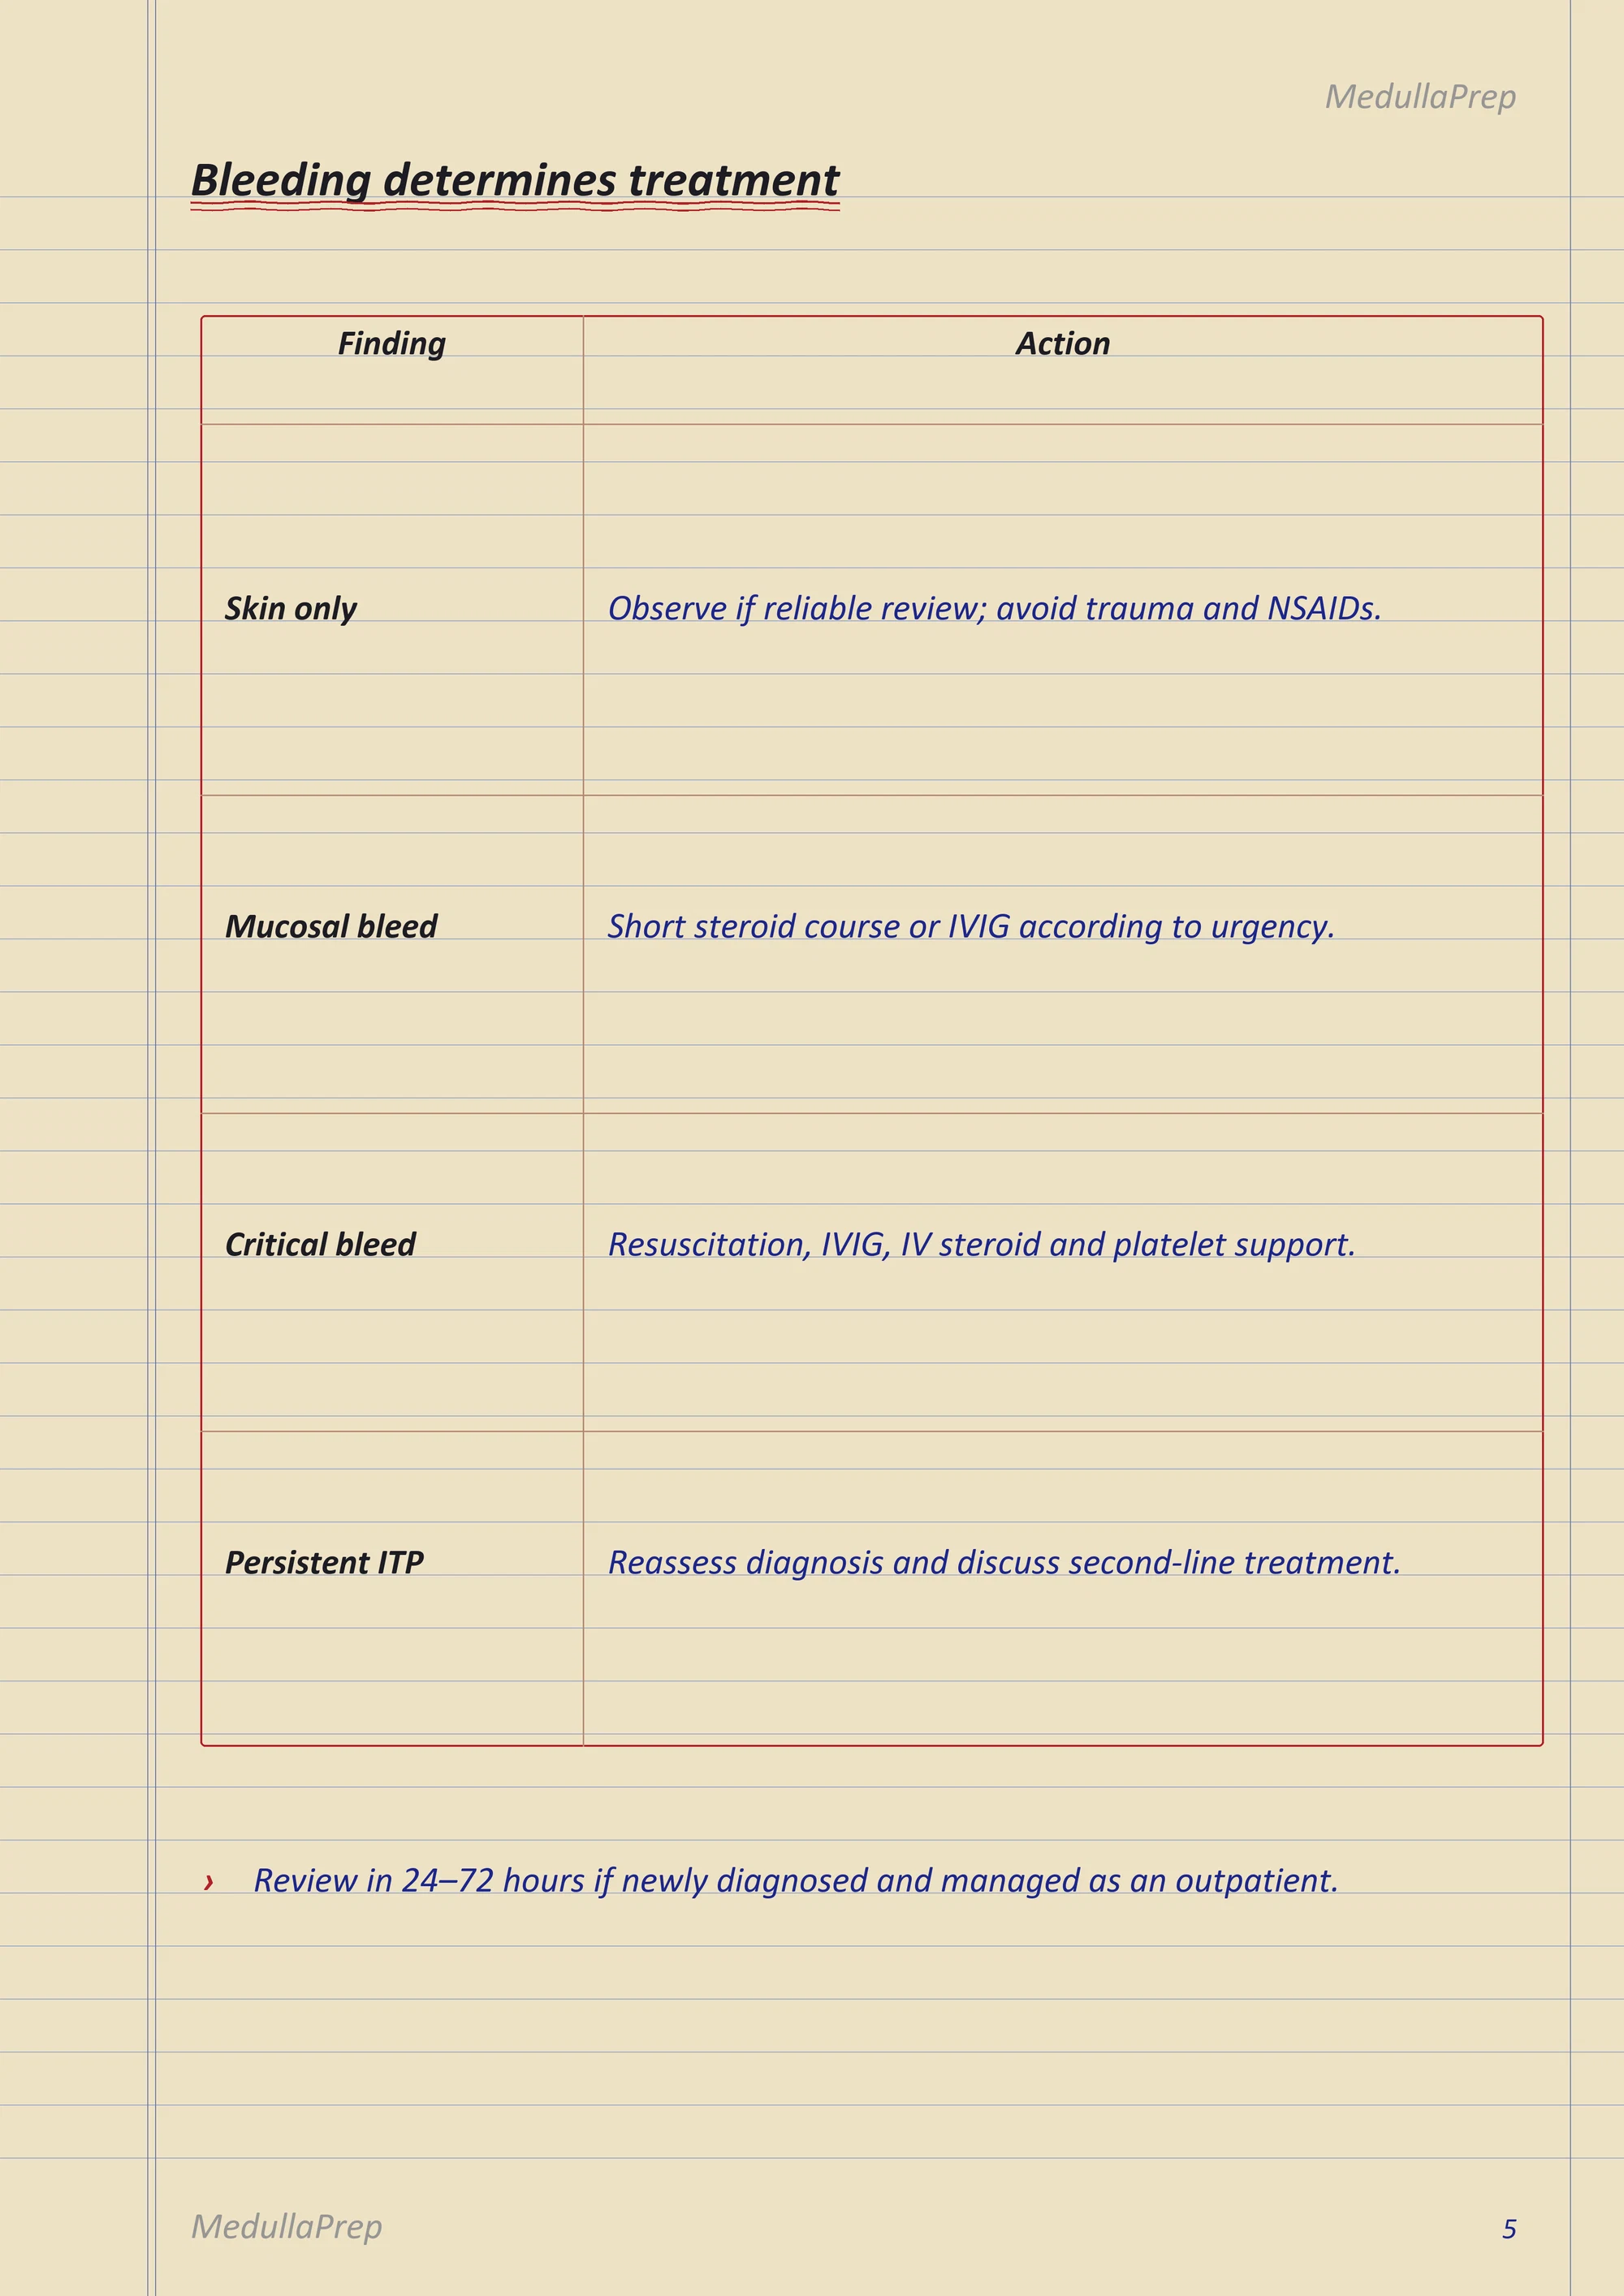 MedullaPrep
Bleeding determines treatment
Finding Action
Skin only Observe if reliable review; avoid trauma and NSAIDs.
Mucosal bleed Short steroid course or IVIG according to urgency.
Critical bleed Resuscitation, IVIG, IV steroid and platelet support.
Persistent ITP Reassess diagnosis and discuss second-line treatment.
› Review in 24–72 hours if newly diagnosed and managed as an outpatient.
MedullaPrep 5